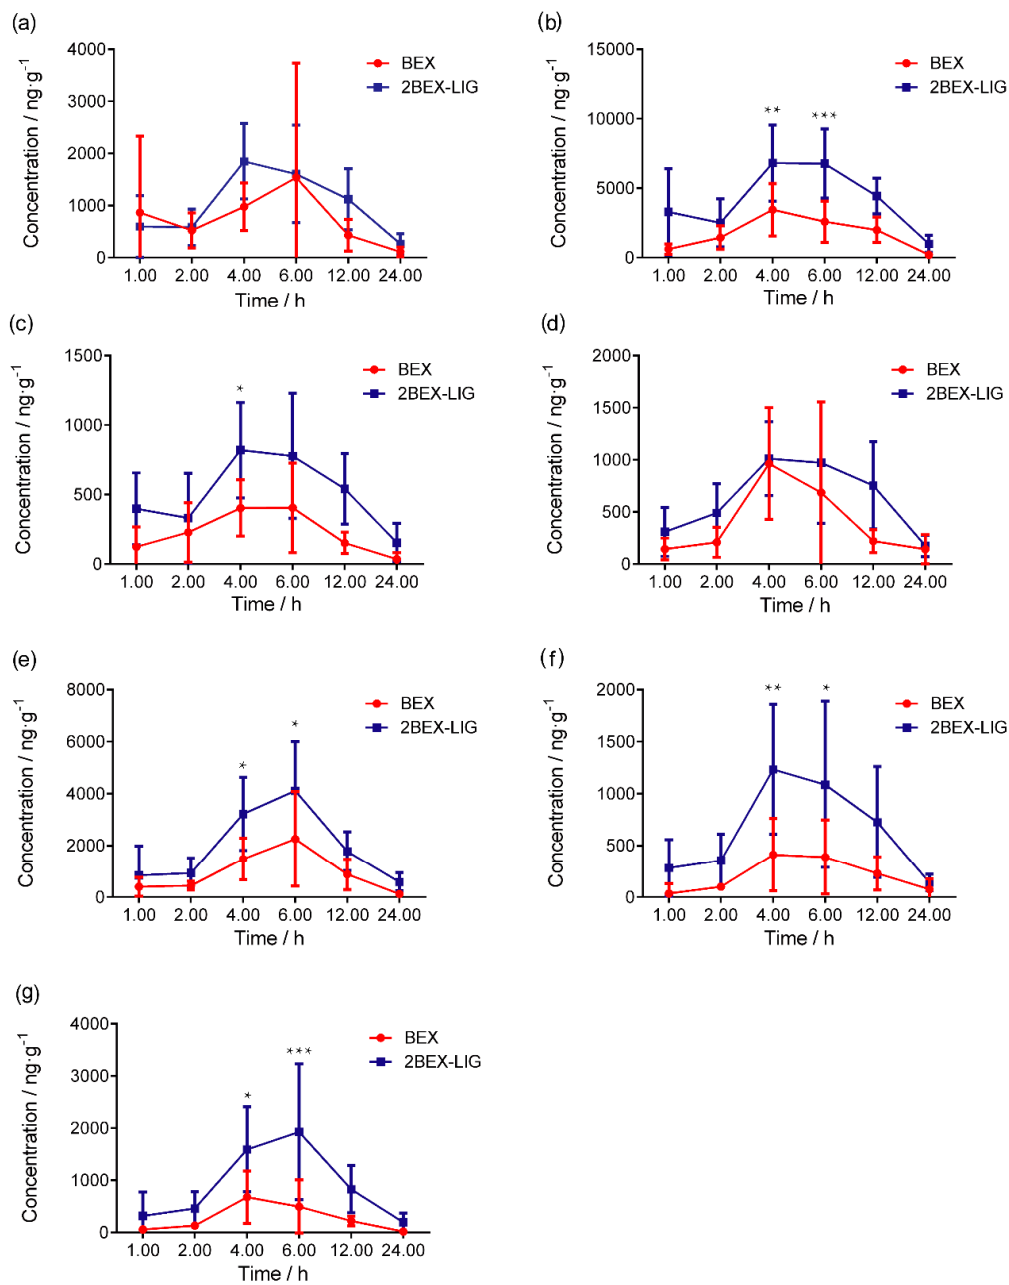 (a)
4000
3000
2000
1000
0
Concentration / ng·g⁻¹
BEX
2BEX-LIG
1.00 2.00 4.00 6.00 12.00 24.00
Time / h
(b)
15000
10000
5000
0
Concentration / ng·g⁻¹
BEX
2BEX-LIG
** ***
1.00 2.00 4.00 6.00 12.00 24.00
Time / h
(c)
1500
1000
500
0
Concentration / ng·g⁻¹
BEX
2BEX-LIG
*
1.00 2.00 4.00 6.00 12.00 24.00
Time / h
(d)
2000
1500
1000
500
0
Concentration / ng·g⁻¹
BEX
2BEX-LIG
1.00 2.00 4.00 6.00 12.00 24.00
Time / h
(e)
8000
6000
4000
2000
0
Concentration / ng·g⁻¹
BEX
2BEX-LIG
* *
1.00 2.00 4.00 6.00 12.00 24.00
Time / h
(f)
2000
1500
1000
500
0
Concentration / ng·g⁻¹
BEX
2BEX-LIG
** *
1.00 2.00 4.00 6.00 12.00 24.00
Time / h
(g)
4000
3000
2000
1000
0
Concentration / ng·g⁻¹
BEX
2BEX-LIG
* ***
1.00 2.00 4.00 6.00 12.00 24.00
Time / h